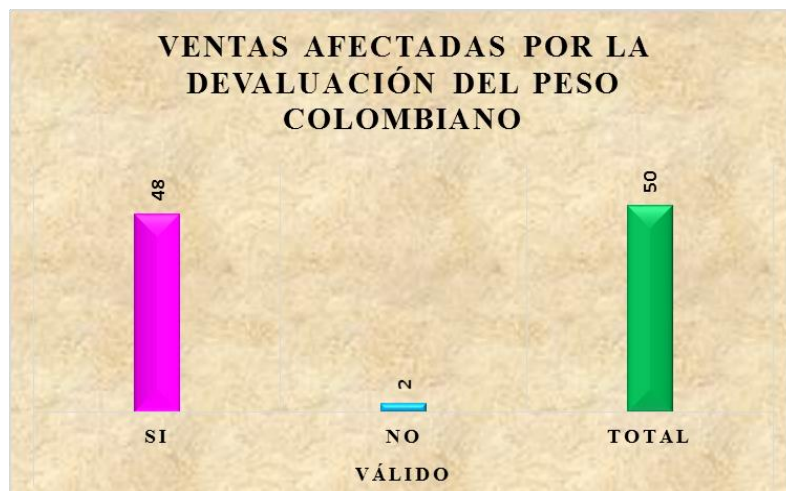 VENTAS AFECTADAS POR LA
DEVALUACIÓN DEL PESO
COLOMBIANO
48
2
50
SI NO TOTAL
VÁLIDO